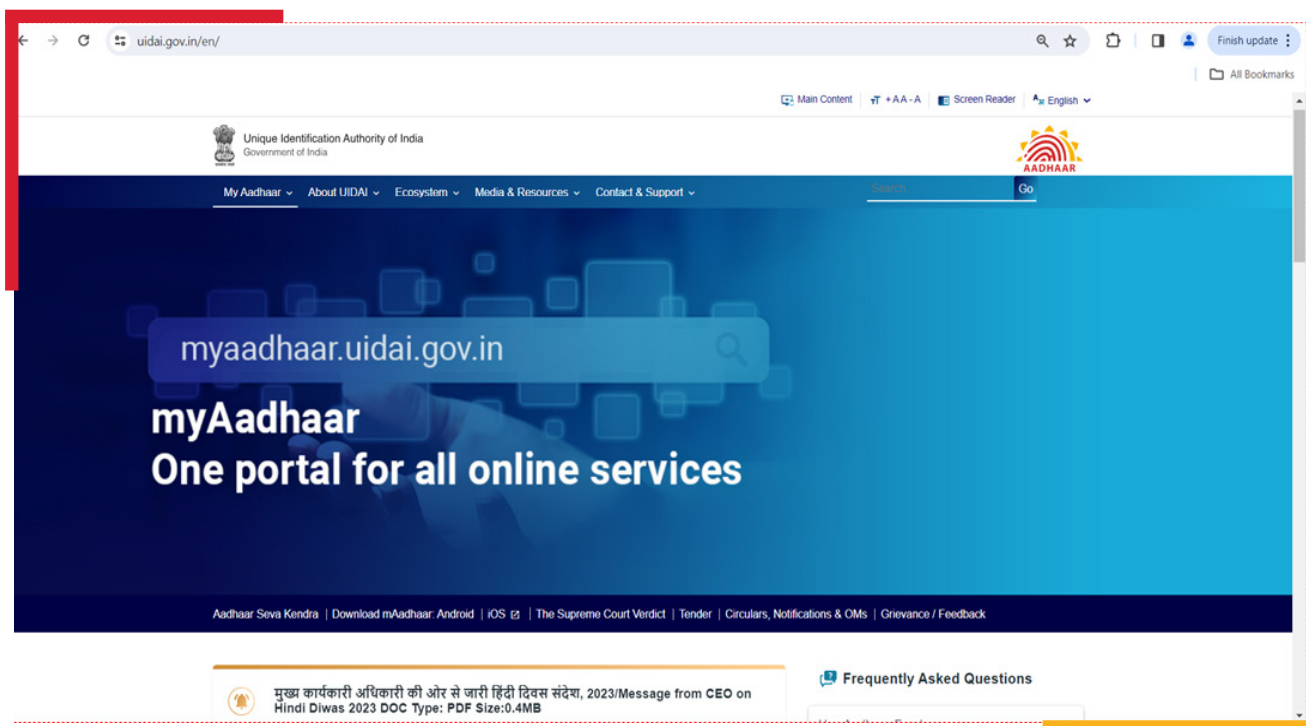 uidai.gov.in/en/
Finish update
All Bookmarks
Main Content +AA-A Screen Reader English
Unique Identification Authority of India
Government of India
AADHAAR
My Aadhaar About UIDAI Ecosystem Media & Resources Contact & Support Search Go
myaadhaar.uidai.gov.in
myAadhaar
One portal for all online services
Aadhaar Seva Kendra | Download mAadhaar: Android | iOS | The Supreme Court Verdict | Tender | Circulars, Notifications & OMs | Grievance / Feedback
मुख्य कार्यकारी अधिकारी की ओर से जारी हिंदी दिवस संदेश, 2023/Message from CEO on
Hindi Diwas 2023 DOC Type: PDF Size:0.4MB
Frequently Asked Questions